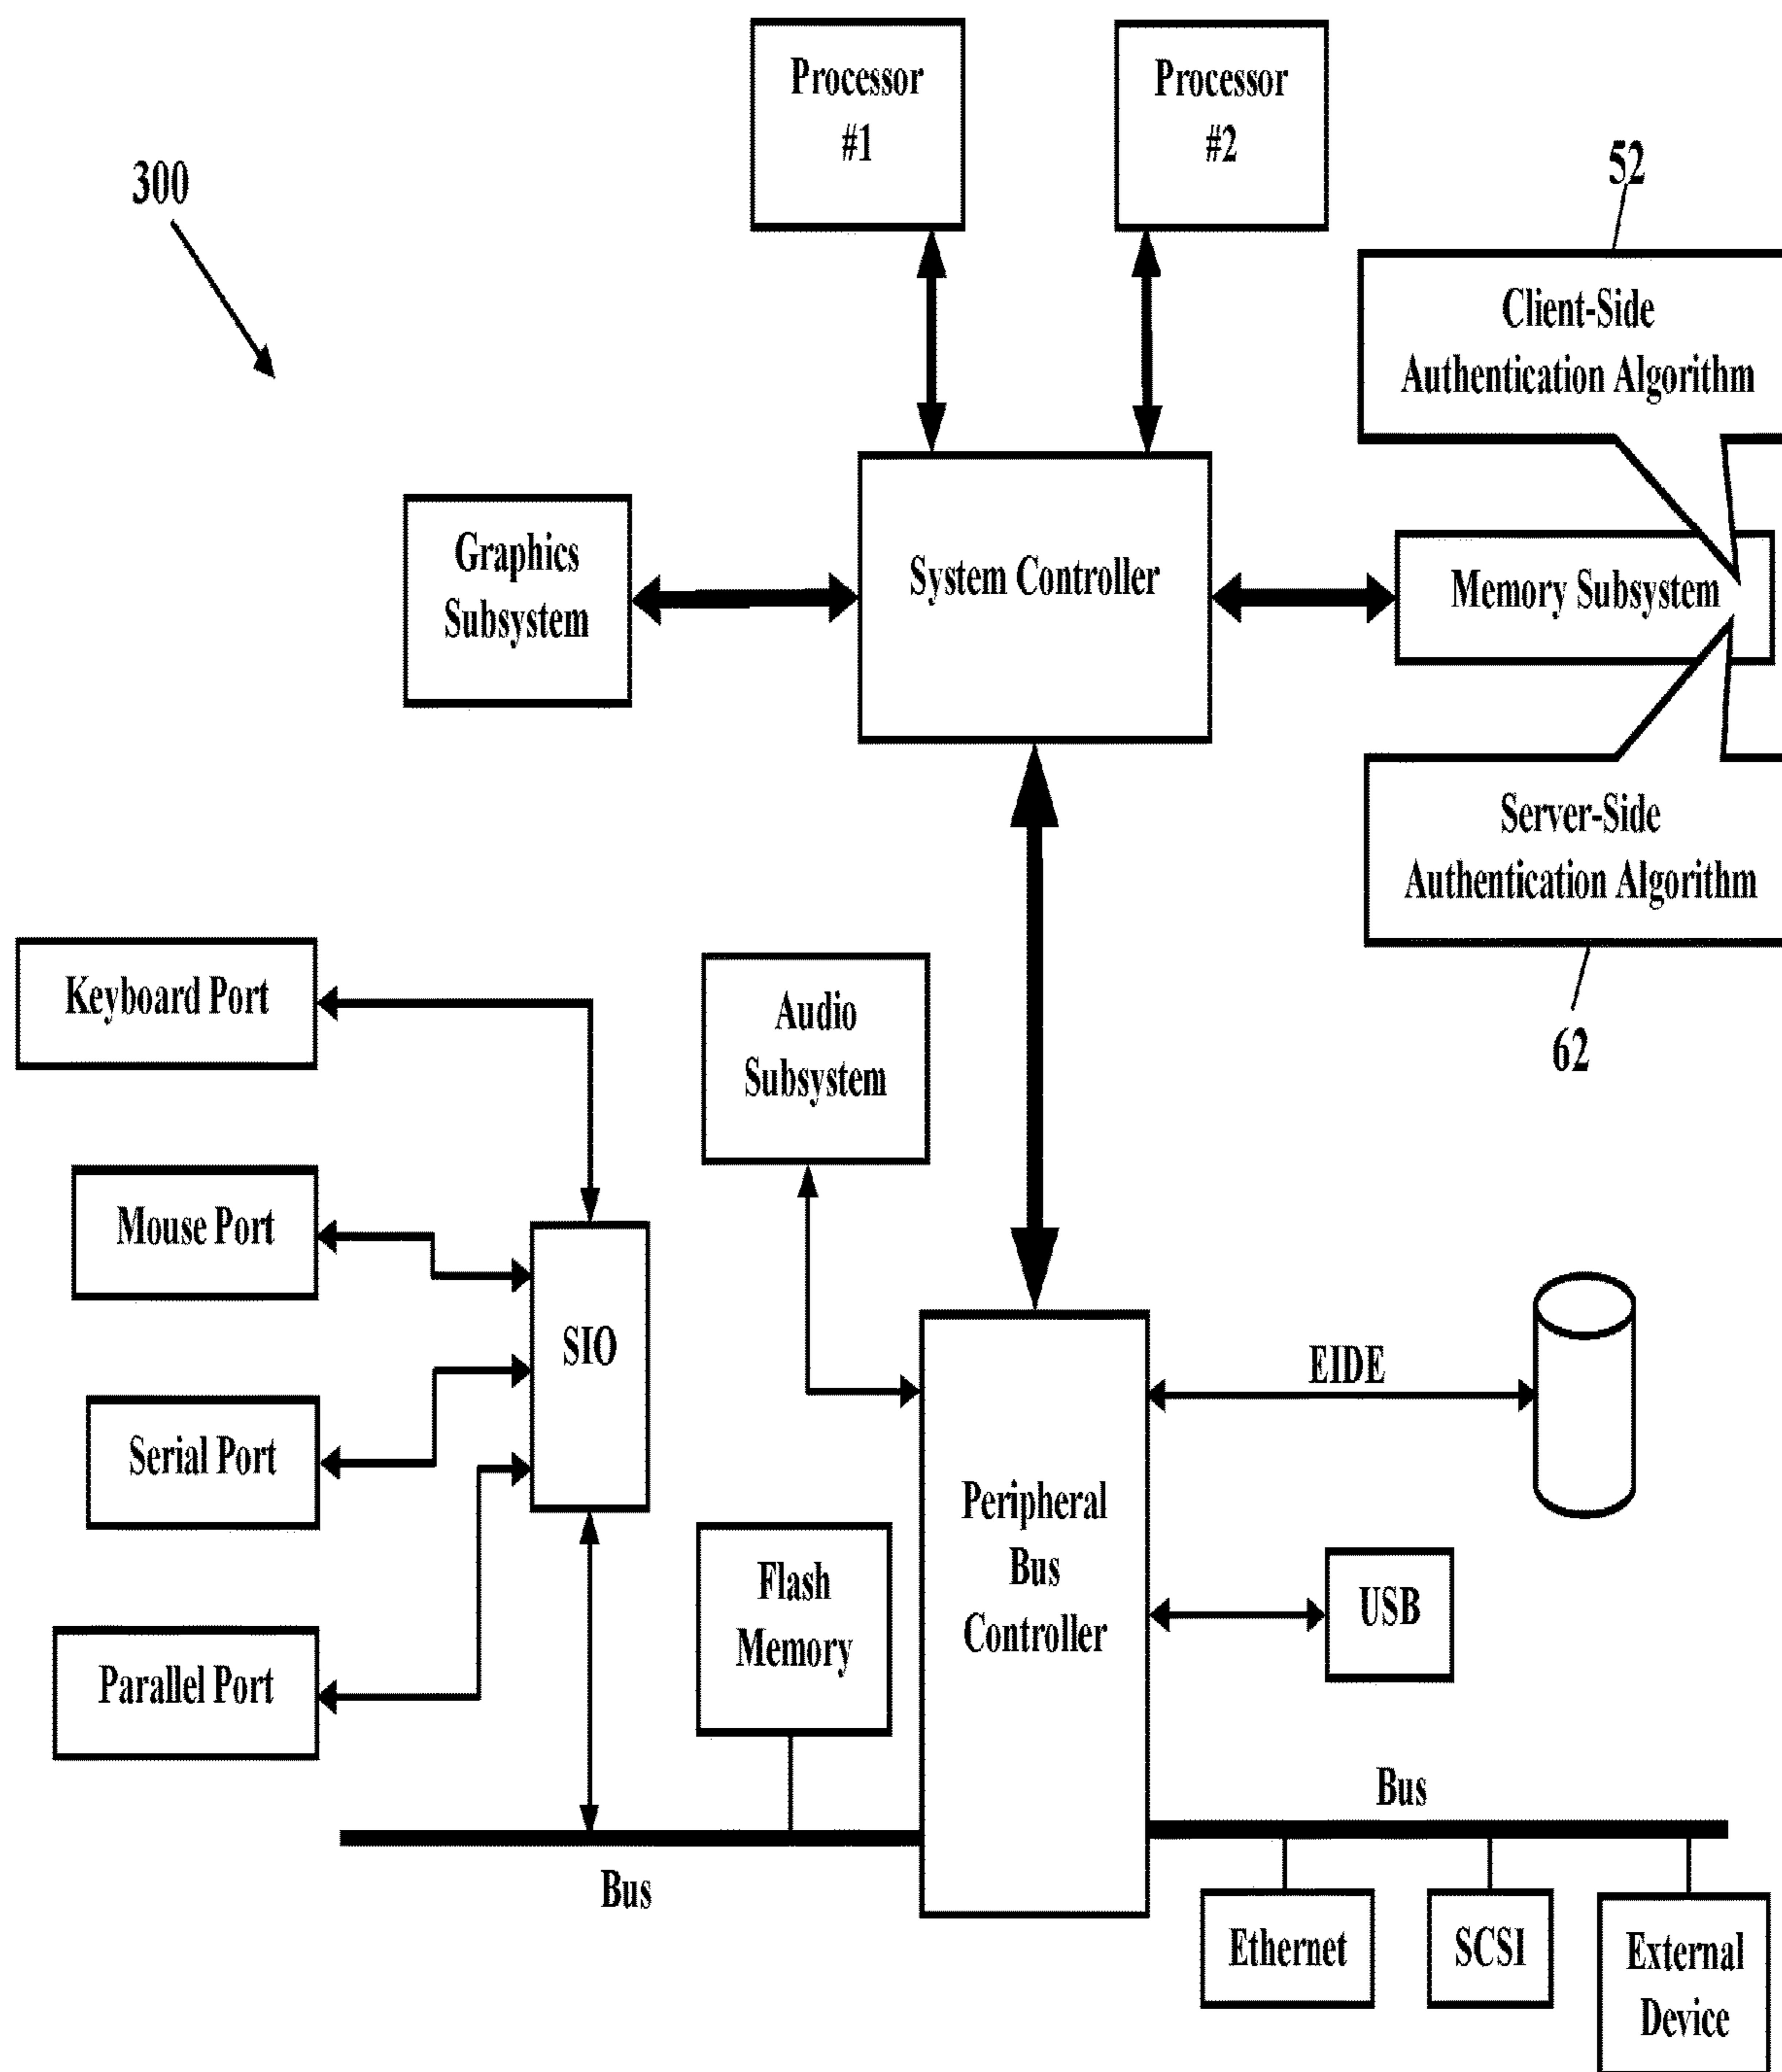 Processor
#1
Processor
#2
300
52
Client-Side
Authentication Algorithm
Graphics
Subsystem
System Controller
Memory Subsystem
Server-Side
Authentication Algorithm
62
Keyboard Port
Audio
Subsystem
Mouse Port
SIO
EIDE
Serial Port
Peripheral
Bus
Controller
Flash
Memory
USB
Parallel Port
Bus
Bus
Ethernet
SCSI
External
Device